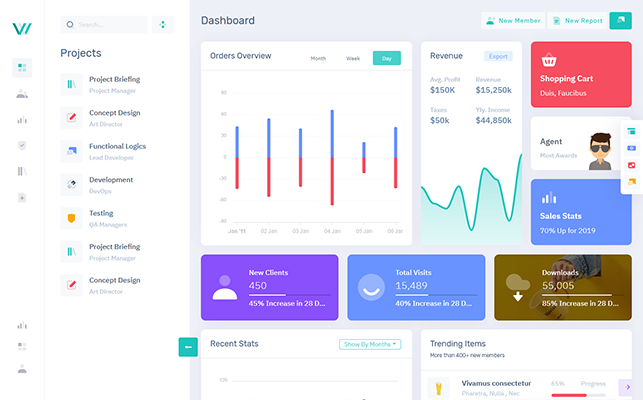 Search...
Projects
Project Briefing
Project Manager
Concept Design
Art Director
Functional Logics
Lead Developer
Development
DevOps
Testing
QA Managers
Project Briefing
Project Manager
Concept Design
Art Director
Dashboard
New Member
New Report
Orders Overview
Month
Week
Day
90
60
30
0
-30
-60
-90
Jan '11
02 Jan
03 Jan
04 Jan
05 Jan
06 Jan
Revenue
Export
Avg. Profit
Revenue
$150K
$15,250k
Taxes
Yly. Income
$50k
$44,850k
Shopping Cart
Duis, Faucibus
Agent
Most Awards
Sales Stats
70% Up for 2019
New Clients
450
45% Increase in 28 D...
Total Visits
15,489
40% Increase in 28 D...
Downloads
55,005
85% Increase in 28 D...
Recent Stats
Show By Months
120
Trending Items
More than 400+ new members
Vivamus consectetur
Pharetra, Nulla , Nec
65%
Progress